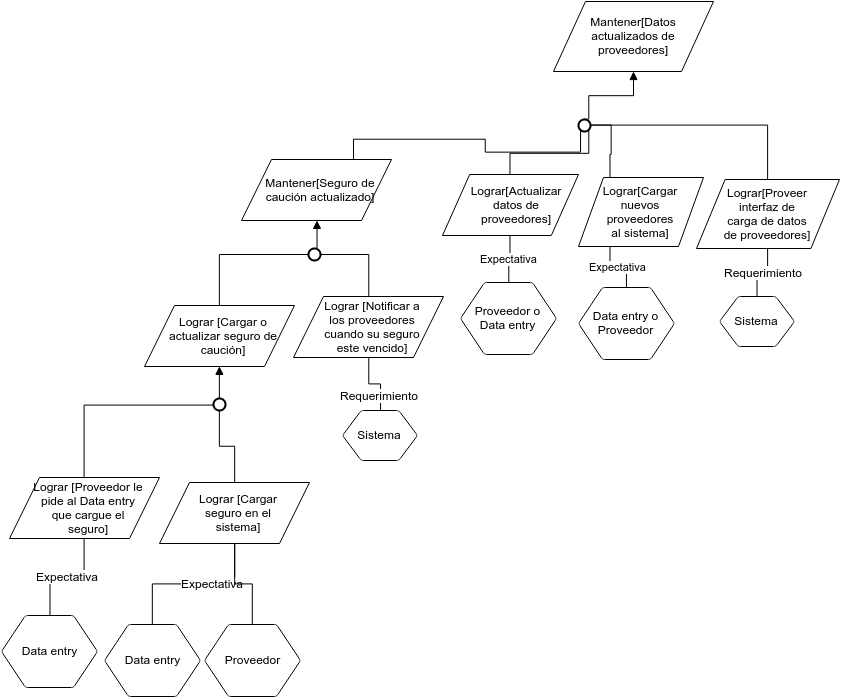 Mantener[Datos
actualizados de
proveedores]
Mantener[Seguro de
caución actualizado]
Lograr[Actualizar
datos de
proveedores]
Lograr[Cargar
nuevos
proveedores
al sistema]
Lograr[Proveer
interfaz de
carga de datos
de proveedores]
Expectativa
Expectativa
Requerimiento
Proveedor o
Data entry
Data entry o
Proveedor
Sistema
Lograr [Cargar o
actualizar seguro de
caución]
Lograr [Notificar a
los proveedores
cuando su seguro
este vencido]
Requerimiento
Sistema
Lograr [Proveedor le
pide al Data entry
que cargue el
seguro]
Lograr [Cargar
seguro en el
sistema]
Expectativa
Expectativa
Data entry
Data entry
Proveedor